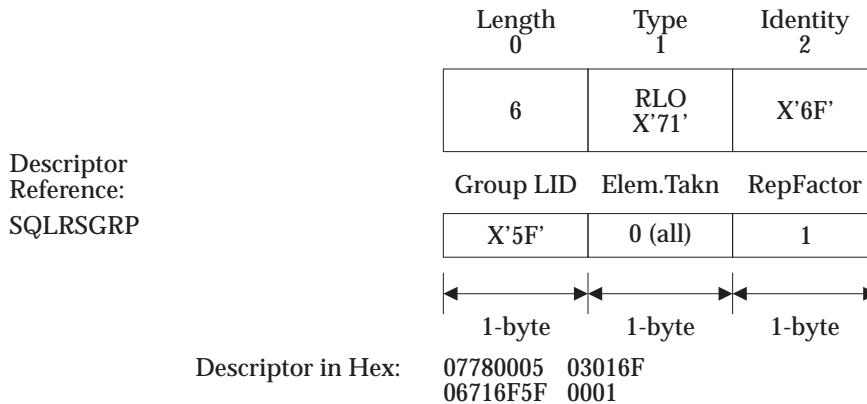 Length Type Identity
0 1 2
6 RLO X'6F'
X'71'
Descriptor
Reference:
SQLRSGRP
Group LID Elem.Takn RepFactor
X'5F' 0 (all) 1
1-byte 1-byte 1-byte
Descriptor in Hex: 07780005 03016F
06716F5F 0001